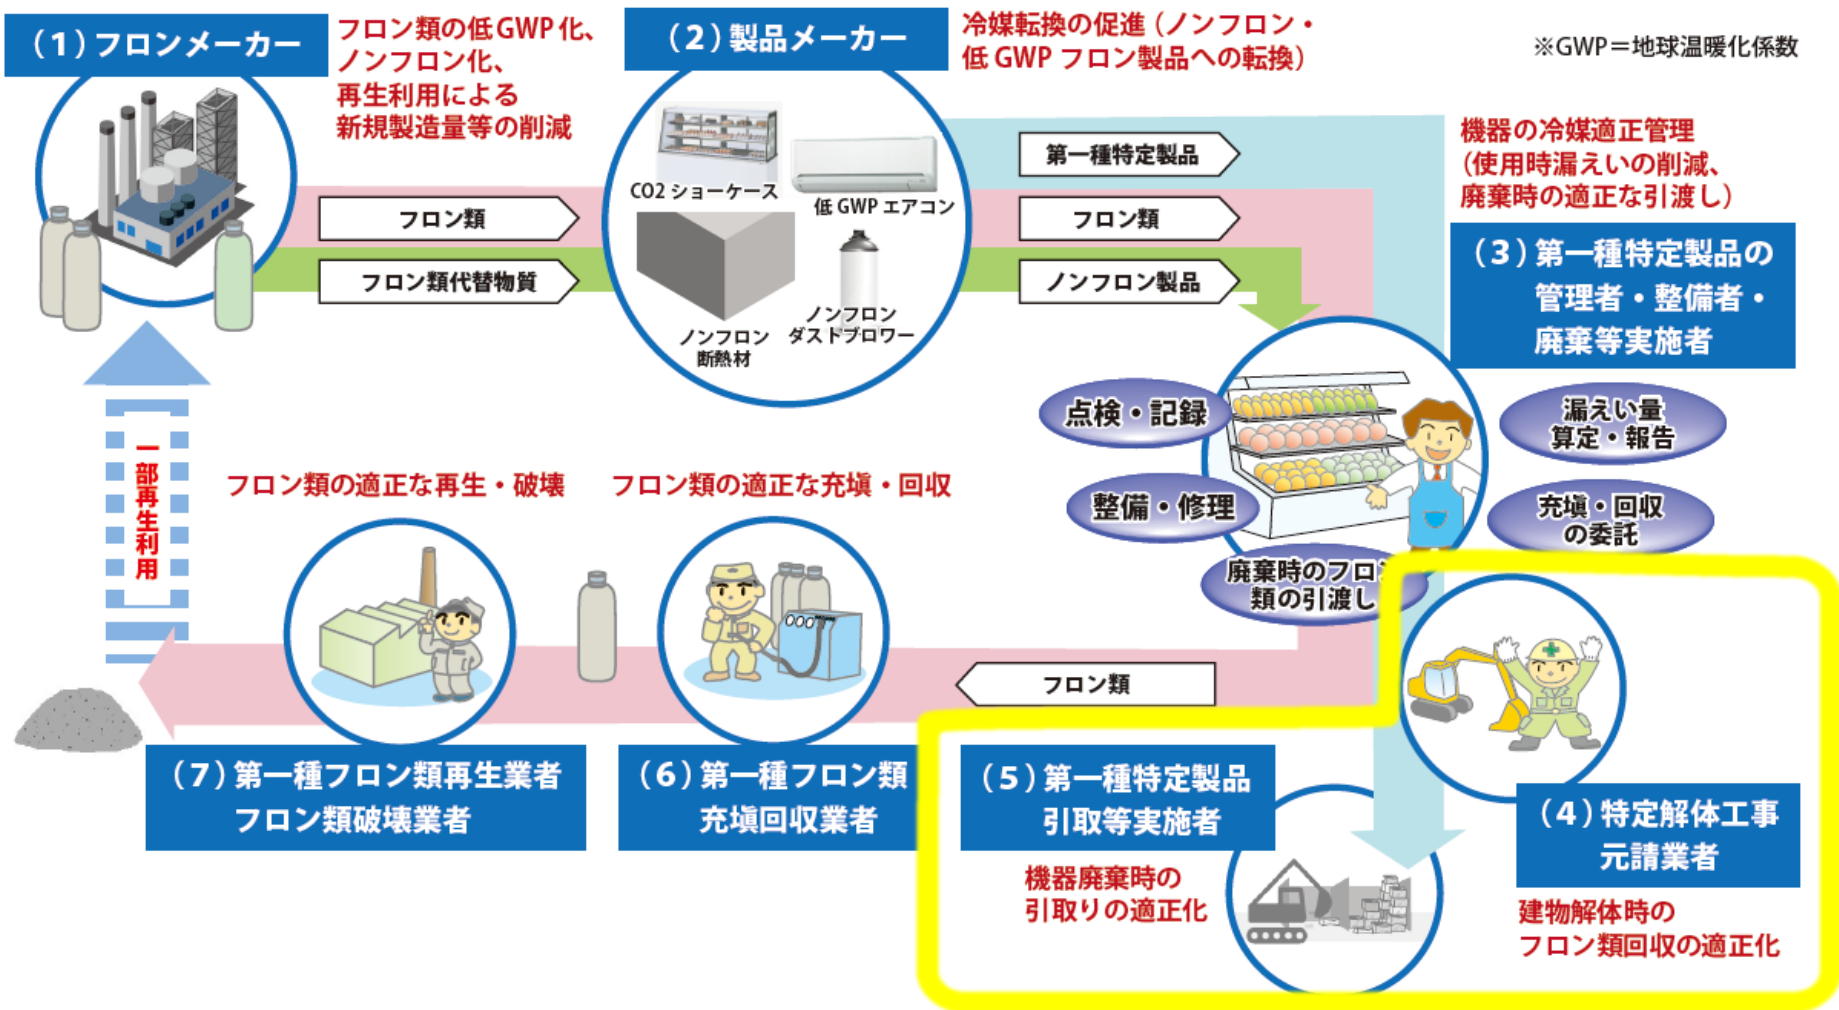 （1）フロンメーカー
フロン類の低GWP化、
ノンフロン化、
再生利用による
新規製造量等の削減
（2）製品メーカー
冷媒転換の促進（ノンフロン・
低GWPフロン製品への転換）
※GWP＝地球温暖化係数
CO2ショーケース
低GWPエアコン
ノンフロン
断熱材
ノンフロン
ダストブロワー
フロン類
フロン類代替物質
第一種特定製品
フロン類
ノンフロン製品
機器の冷媒適正管理
（使用時漏えいの削減、
廃棄時の適正な引渡し）
（3）第一種特定製品の
管理者・整備者・
廃棄等実施者
点検・記録
整備・修理
廃棄時のフロン
類の引渡し
漏えい量
算定・報告
充塡・回収
の委託
（4）特定解体工事
元請業者
建物解体時の
フロン類回収の適正化
（5）第一種特定製品
引取等実施者
機器廃棄時の
引取りの適正化
フロン類
フロン類の適正な充塡・回収
（6）第一種フロン類
充塡回収業者
フロン類の適正な再生・破壊
（7）第一種フロン類再生業者
フロン類破壊業者
一部再生利用